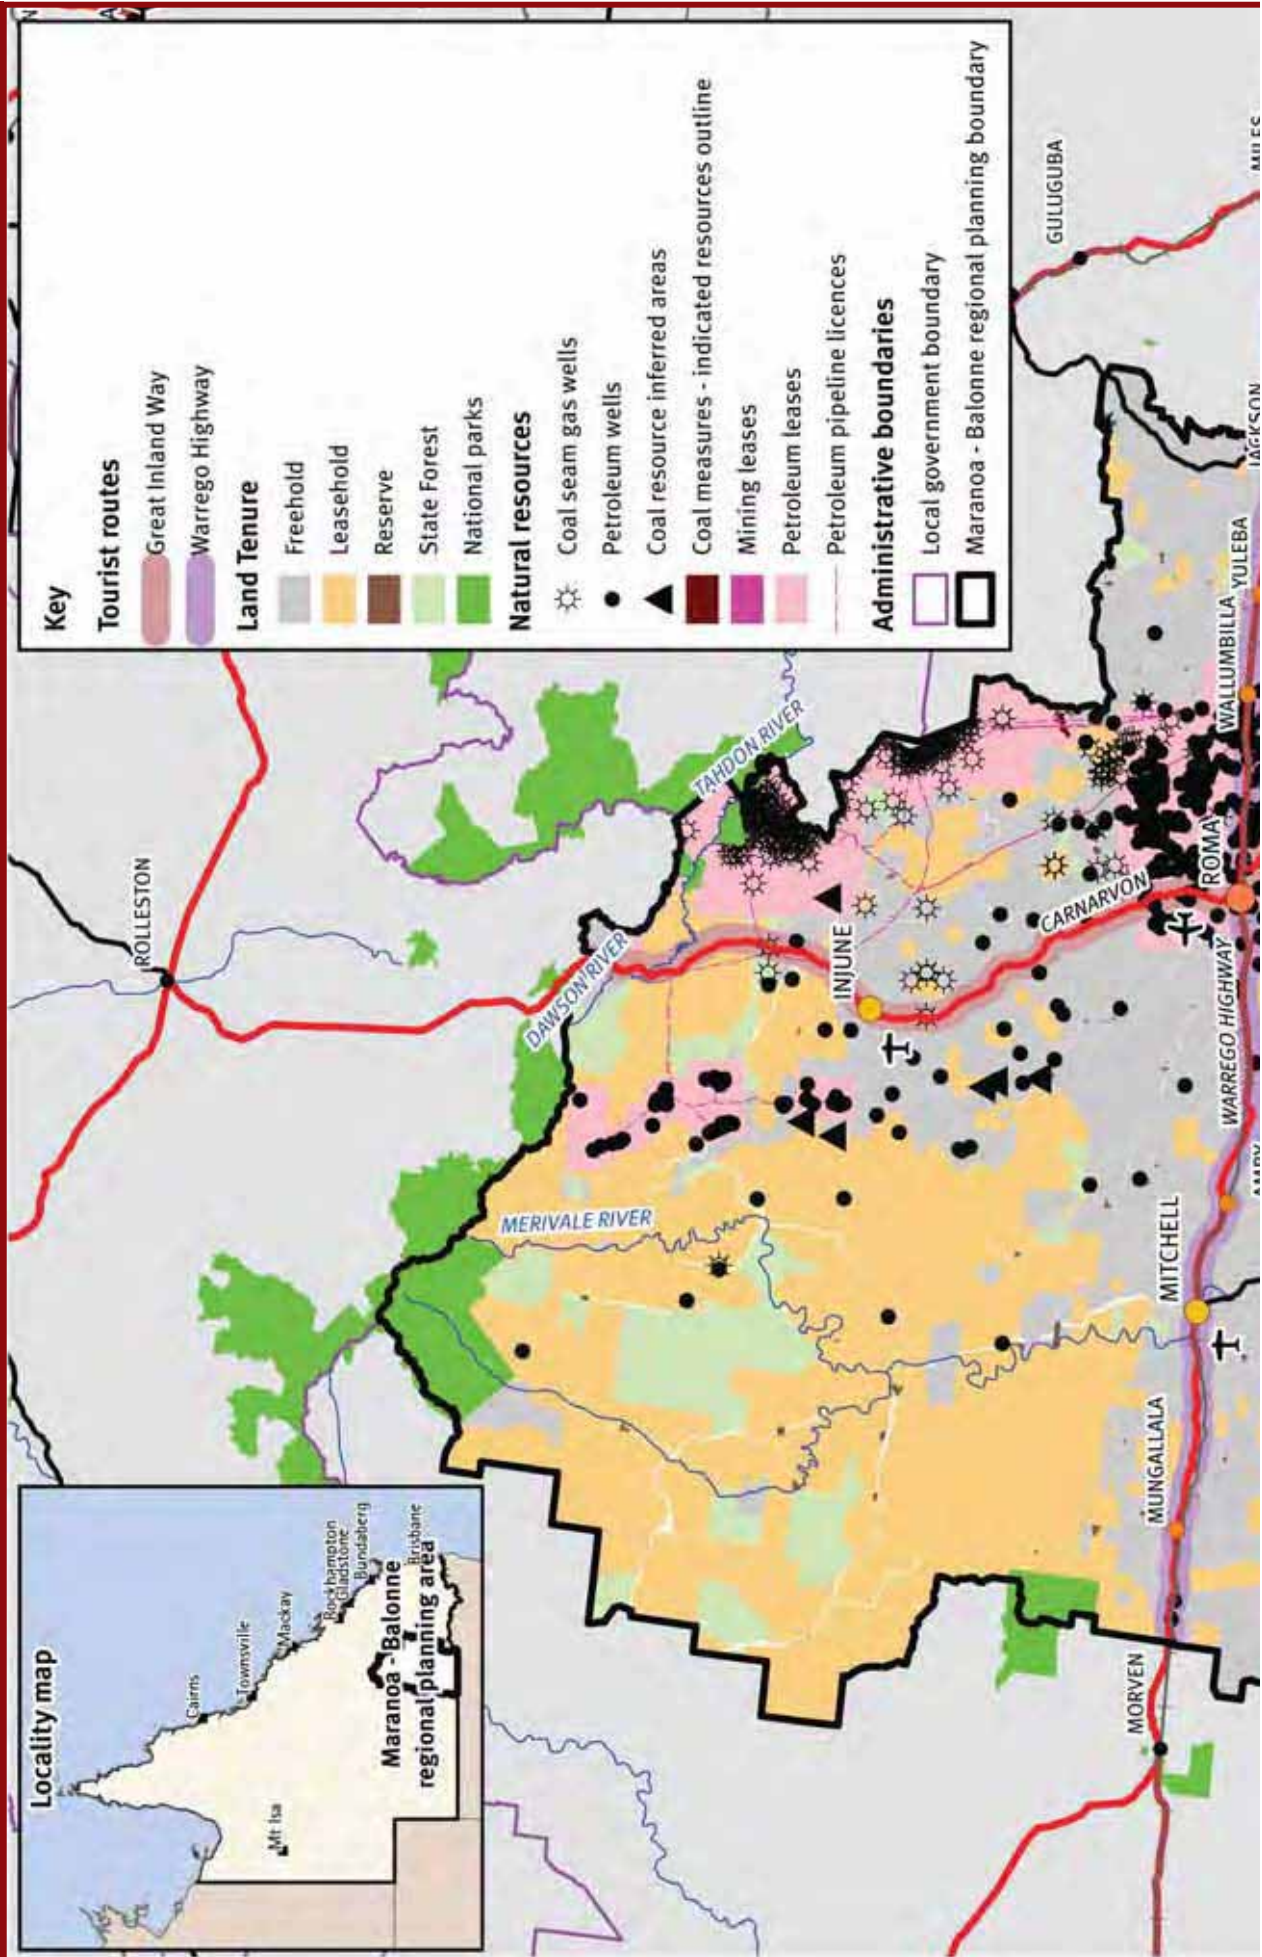 Locality map
Cairns
Townsville
Mackay
Mt Isa
Rockhampton
Gladstone
Bundaberg
Brisbane
Maranoa - Balonne
regional planning area
Key
Tourist routes
Great Inland Way
Warrego Highway
Land Tenure
Freehold
Leasehold
Reserve
State Forest
National parks
Natural resources
Coal seam gas wells
Petroleum wells
Coal resource inferred areas
Coal measures - indicated resources outline
Mining leases
Petroleum leases
Petroleum pipeline licences
Administrative boundaries
Local government boundary
Maranoa - Balonne regional planning boundary
ROLLESTON
DAWSON RIVER
TAHDON RIVER
MERIVALE RIVER
INJUNE
CARNARVON
GULUGUBA
MORVEN
MUNGALLALA
MITCHELL
WARREGO HIGHWAY
ROMA
WALLUMBILLA
YULEBA
JACKSON